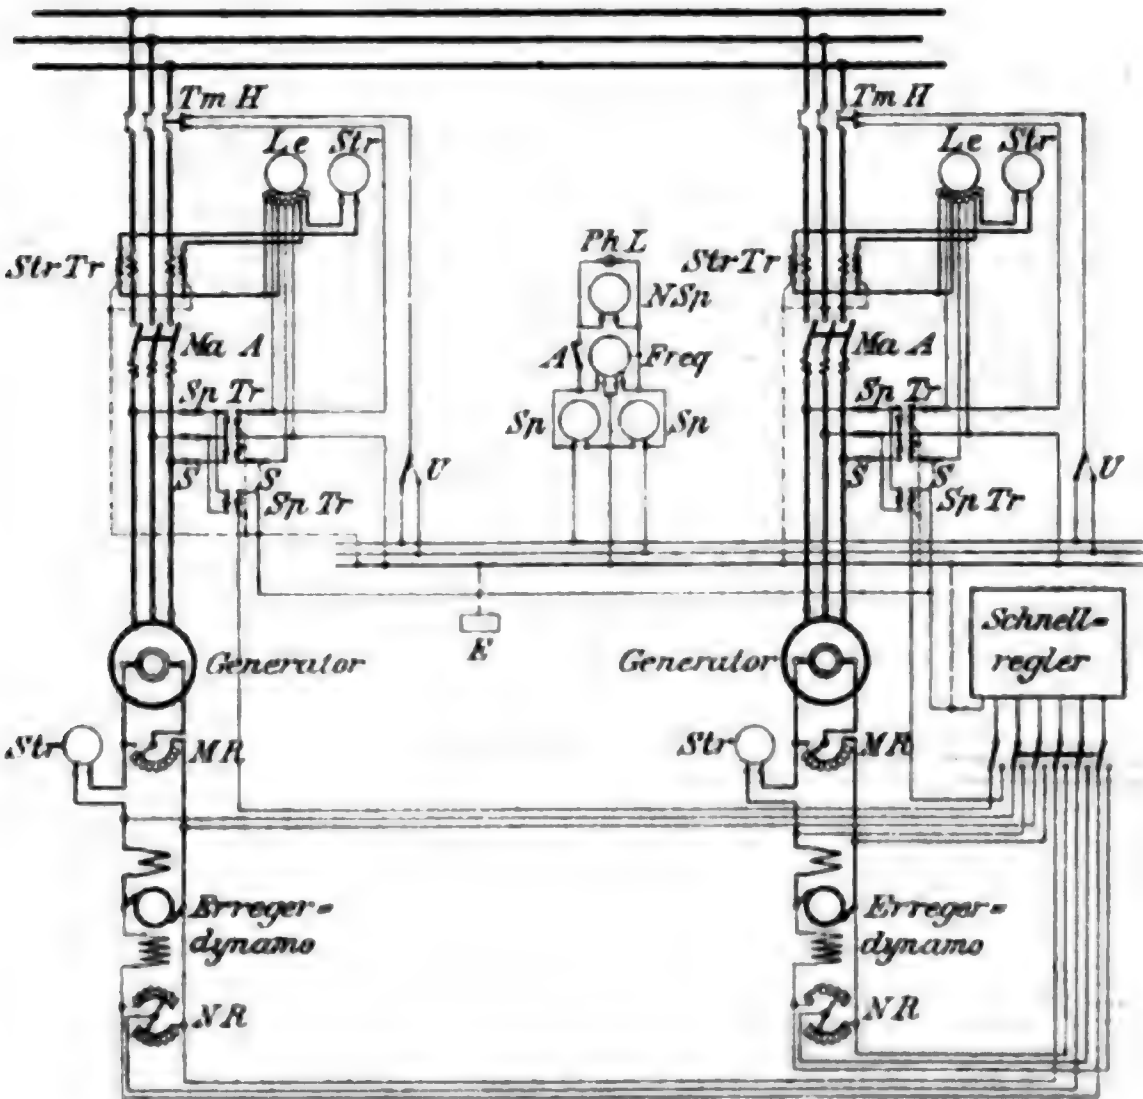 Tm H
Tm H
Le Str
Le Str
Ph L
Str Tr
Str Tr
N Sp
Ma A
A Freq
Ma A
Sp Tr
Sp Tr
Sp Sp
S S U
S S U
Sp Tr
Sp Tr
Schnell=
regler
E
Generator
Generator
Str MR
Str MR
Erreger=
dynamo
Erreger=
dynamo
NR
NR